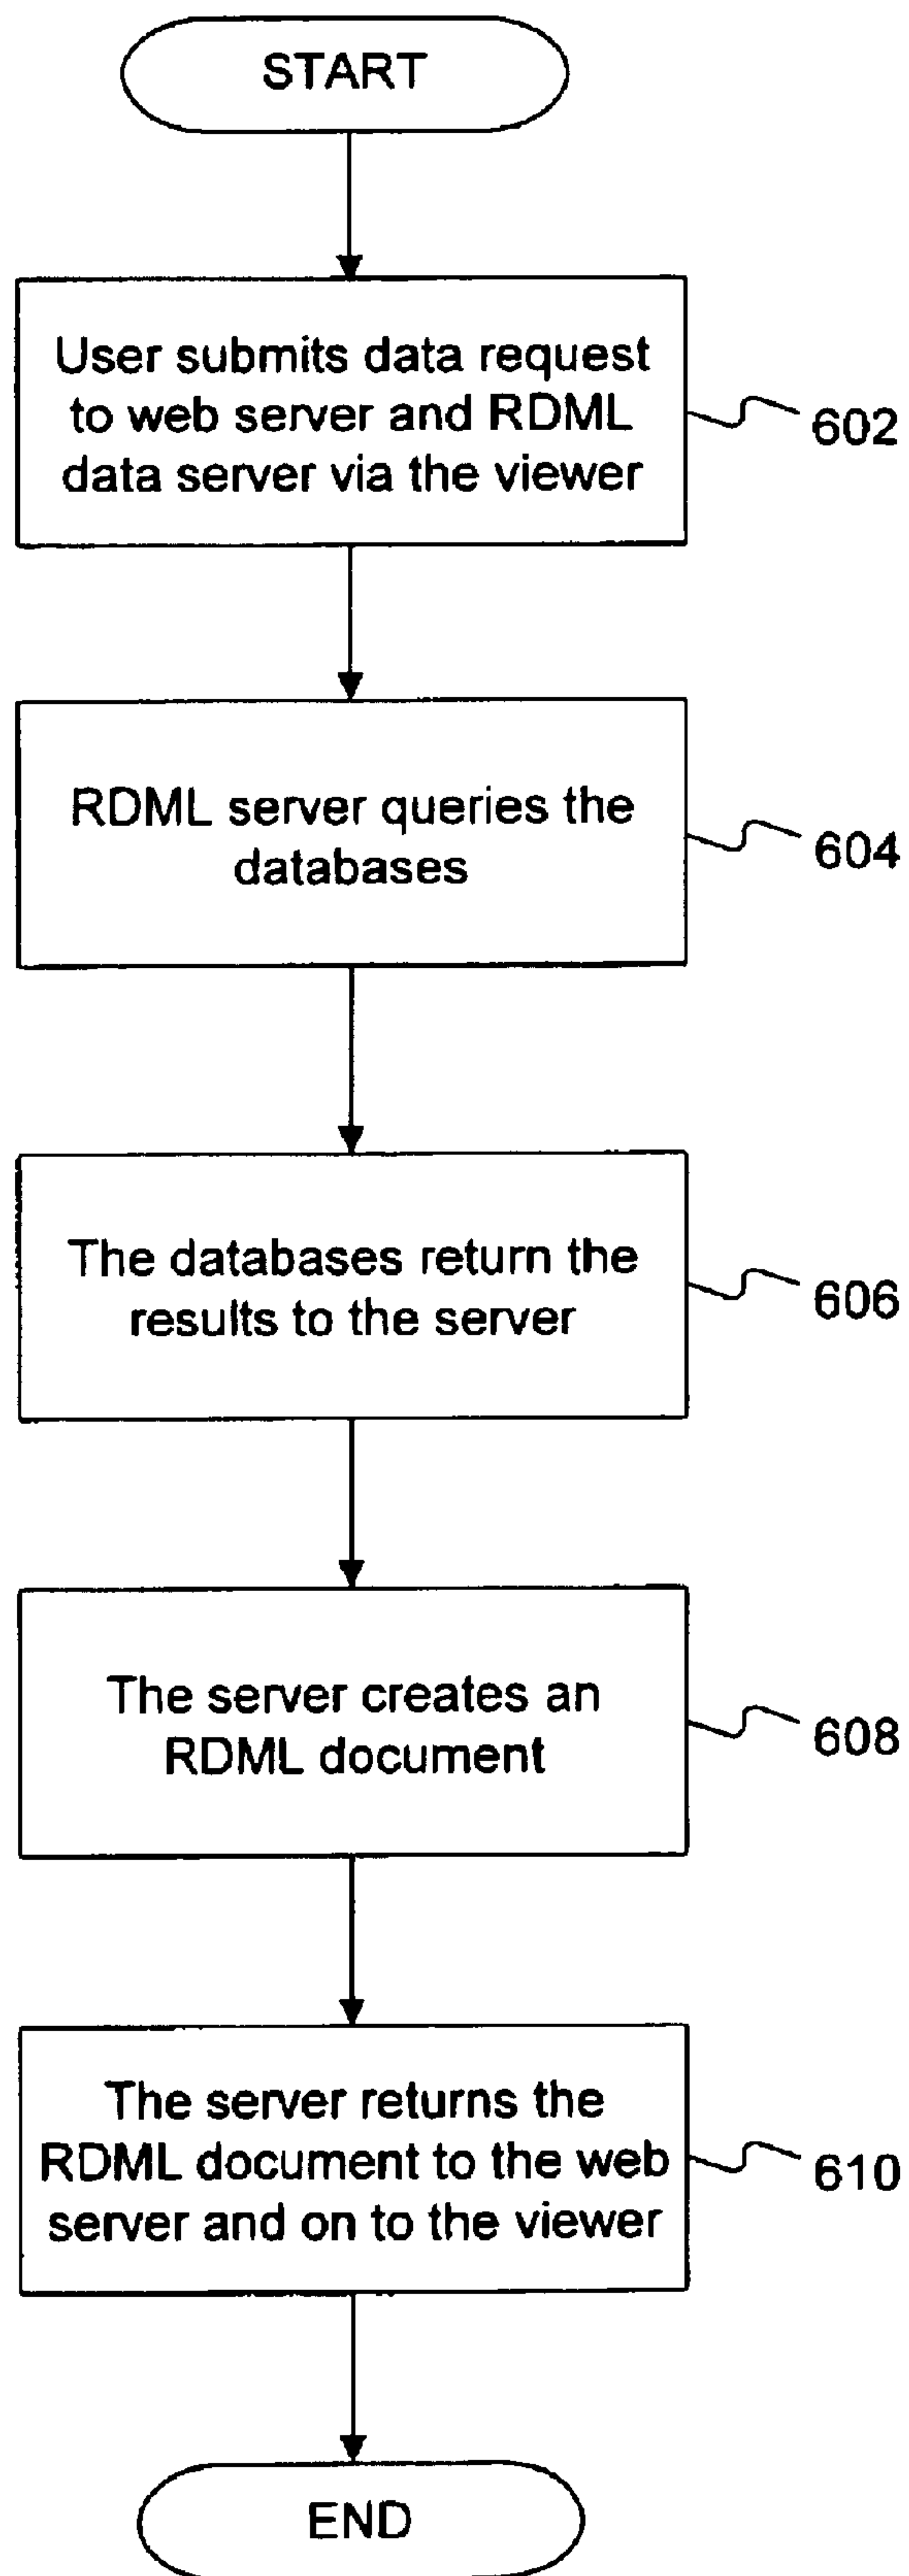 START
User submits data request
to web server and RDML
data server via the viewer
602
RDML server queries the
databases
604
The databases return the
results to the server
606
The server creates an
RDML document
608
The server returns the
RDML document to the web
server and on to the viewer
610
END